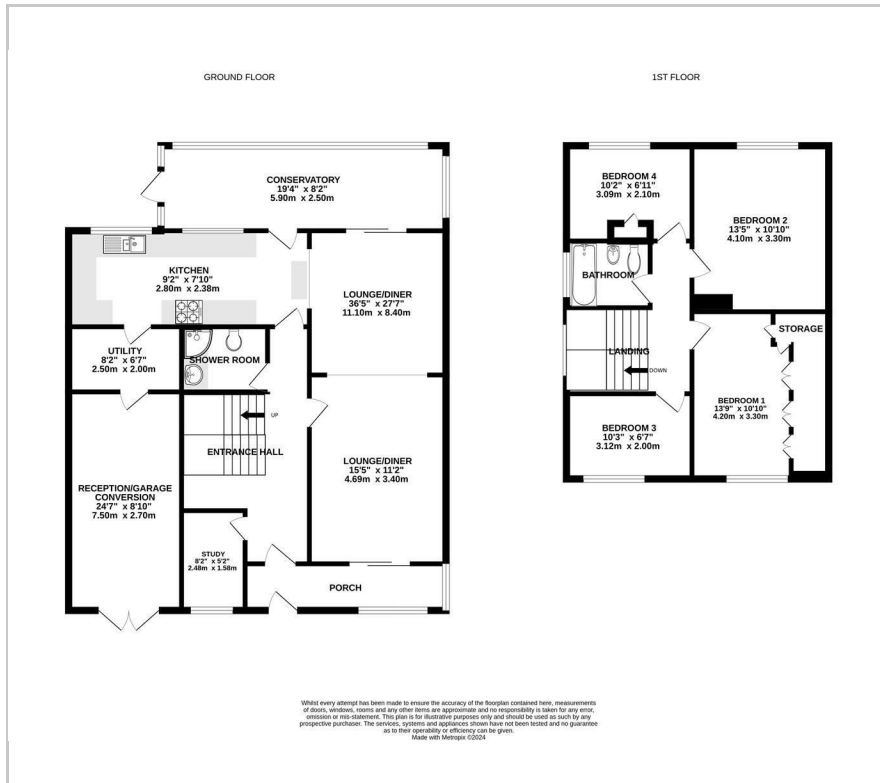 GROUND FLOOR
1ST FLOOR
CONSERVATORY
19'4" x 8'2"
5.90m x 2.50m
KITCHEN
9'2" x 7'10"
2.80m x 2.38m
LOUNGE/DINER
36'5" x 27'7"
11.10m x 8.40m
UTILITY
8'2" x 6'7"
2.50m x 2.00m
SHOWER ROOM
UP
ENTRANCE HALL
LOUNGE/DINER
15'5" x 11'2"
4.69m x 3.40m
RECEPTION/GARAGE
CONVERSION
24'7" x 8'10"
7.50m x 2.70m
STUDY
8'2" x 5'2"
2.48m x 1.58m
PORCH
BEDROOM 4
10'2" x 6'11"
3.09m x 2.10m
BEDROOM 2
13'5" x 10'10"
4.10m x 3.30m
BATHROOM
STORAGE
LANDING
DOWN
BEDROOM 1
13'9" x 10'10"
4.20m x 3.30m
BEDROOM 3
10'3" x 6'7"
3.12m x 2.00m
Whilst every attempt has been made to ensure the accuracy of the floorplan contained here, measurements
of doors, windows, rooms and any other items are approximate and no responsibility is taken for any error,
omission or mis-statement. This plan is for illustrative purposes only and should be used as such by any
prospective purchaser. The services, systems and appliances shown have not been tested and no guarantee
as to their operability or efficiency can be given.
Made with Metropix ©2024